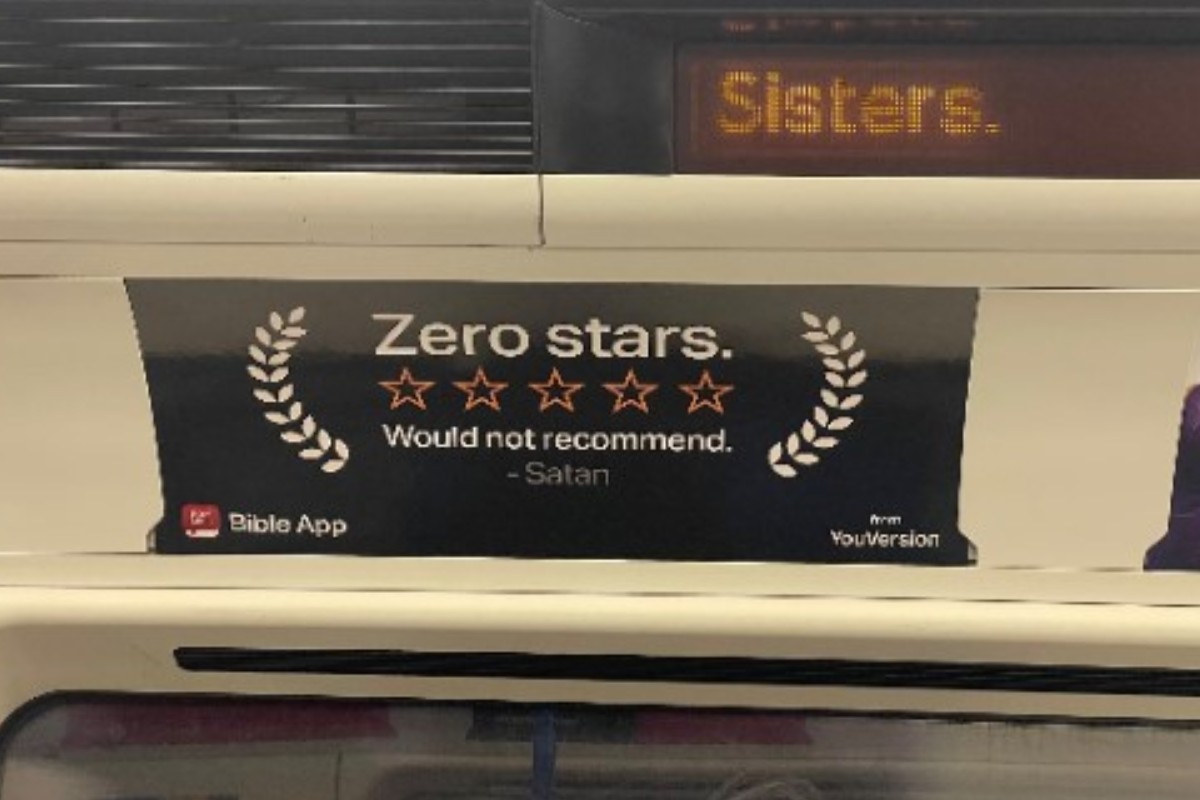 Sisters.
Zero stars.
Would not recommend.
- Satan
Bible App
from
YouVersion